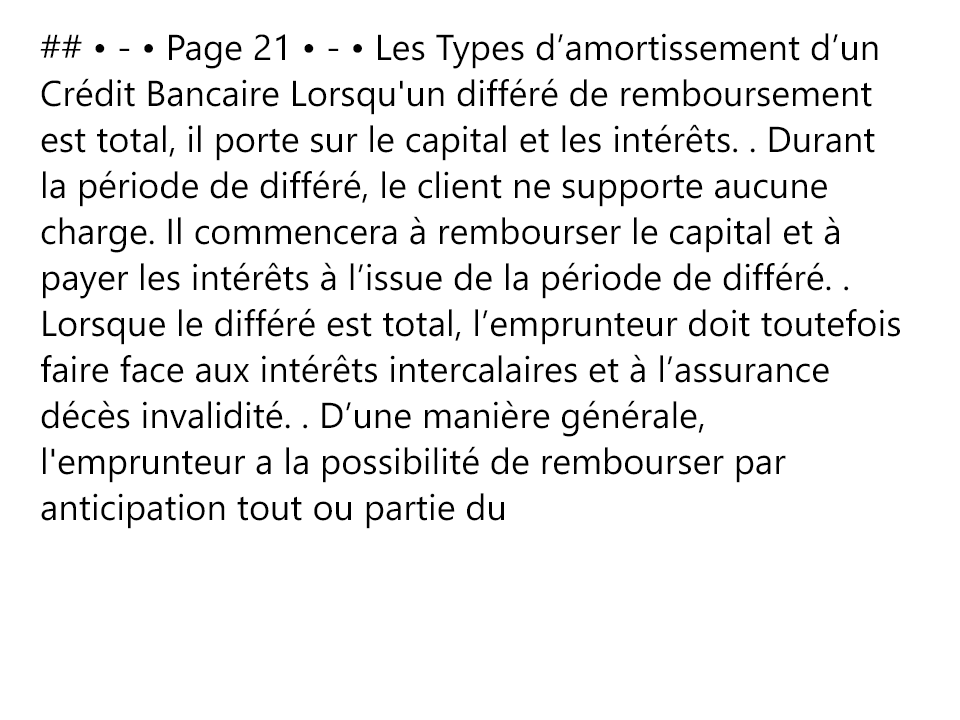 ## • - • Page 21 • - • Les Types d’amortissement d’un
Crédit Bancaire Lorsqu'un différé de remboursement
est total, il porte sur le capital et les intérêts. . Durant
la période de différé, le client ne supporte aucune
charge. Il commencera à rembourser le capital et à
payer les intérêts à l’issue de la période de différé. .
Lorsque le différé est total, l’emprunteur doit toutefois
faire face aux intérêts intercalaires et à l’assurance
décès invalidité. . D’une manière générale,
l'emprunteur a la possibilité de rembourser par
anticipation tout ou partie du